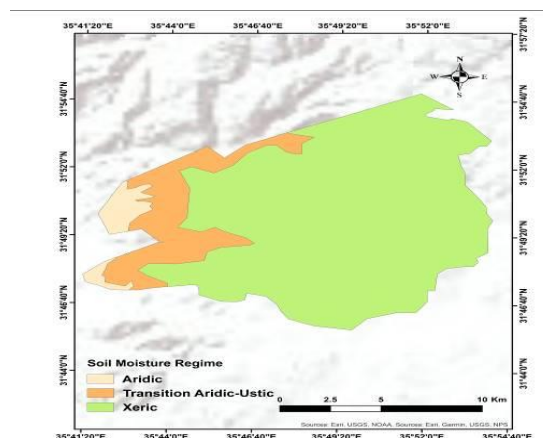 35°41'20"E 35°44'0"E 35°46'40"E 35°49'20"E 35°52'0"E
31°57'20"N
N
W E
S
31°54'40"N 31°54'40"N
31°52'0"N 31°52'0"N
31°49'20"N 31°49'20"N
31°46'40"N 31°46'40"N
31°44'0"N 31°44'0"N
Soil Moisture Regime
Aridic
Transition Aridic-Ustic
Xeric
0 2.5 5 10 Km
Sources: Esri, USGS, NOAA, Sources: Esri, Garmin, USGS, NPS
35°41'20"E 35°44'0"E 35°46'40"E 35°49'20"E 35°52'0"E 35°54'40"E